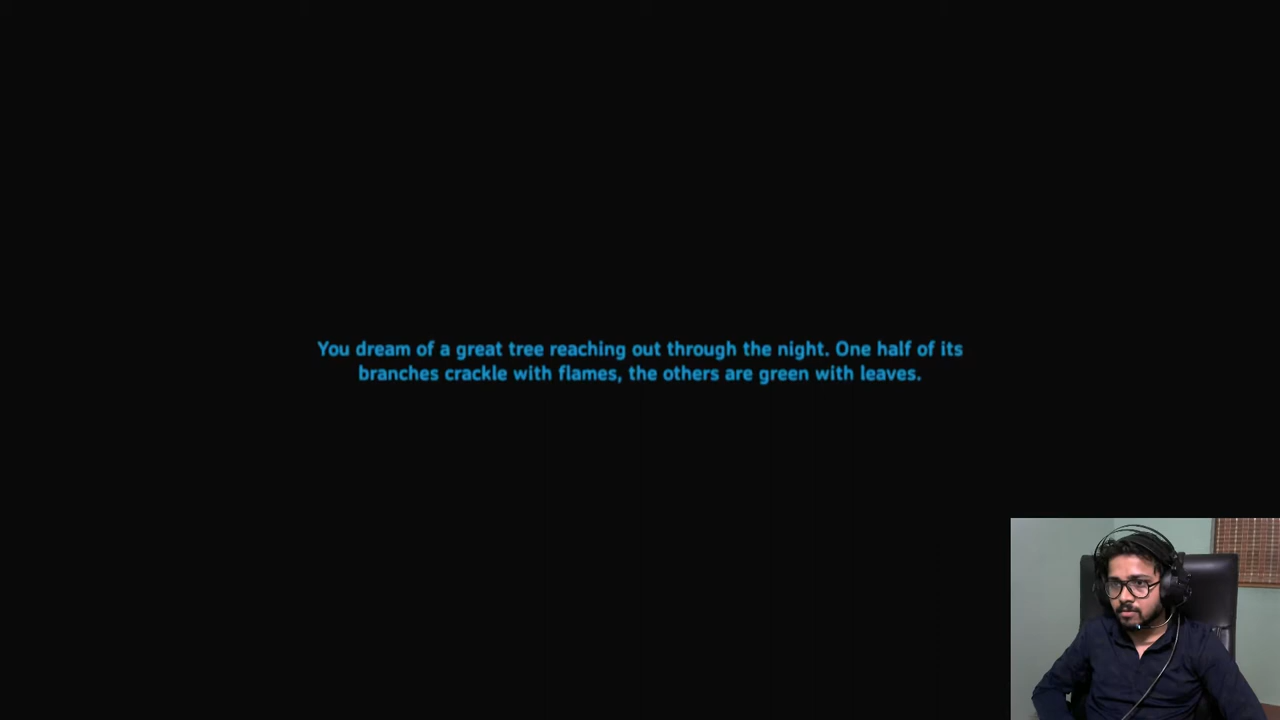 You dream of a great tree reaching out through the night. One half of its
branches crackle with flames, the others are green with leaves.